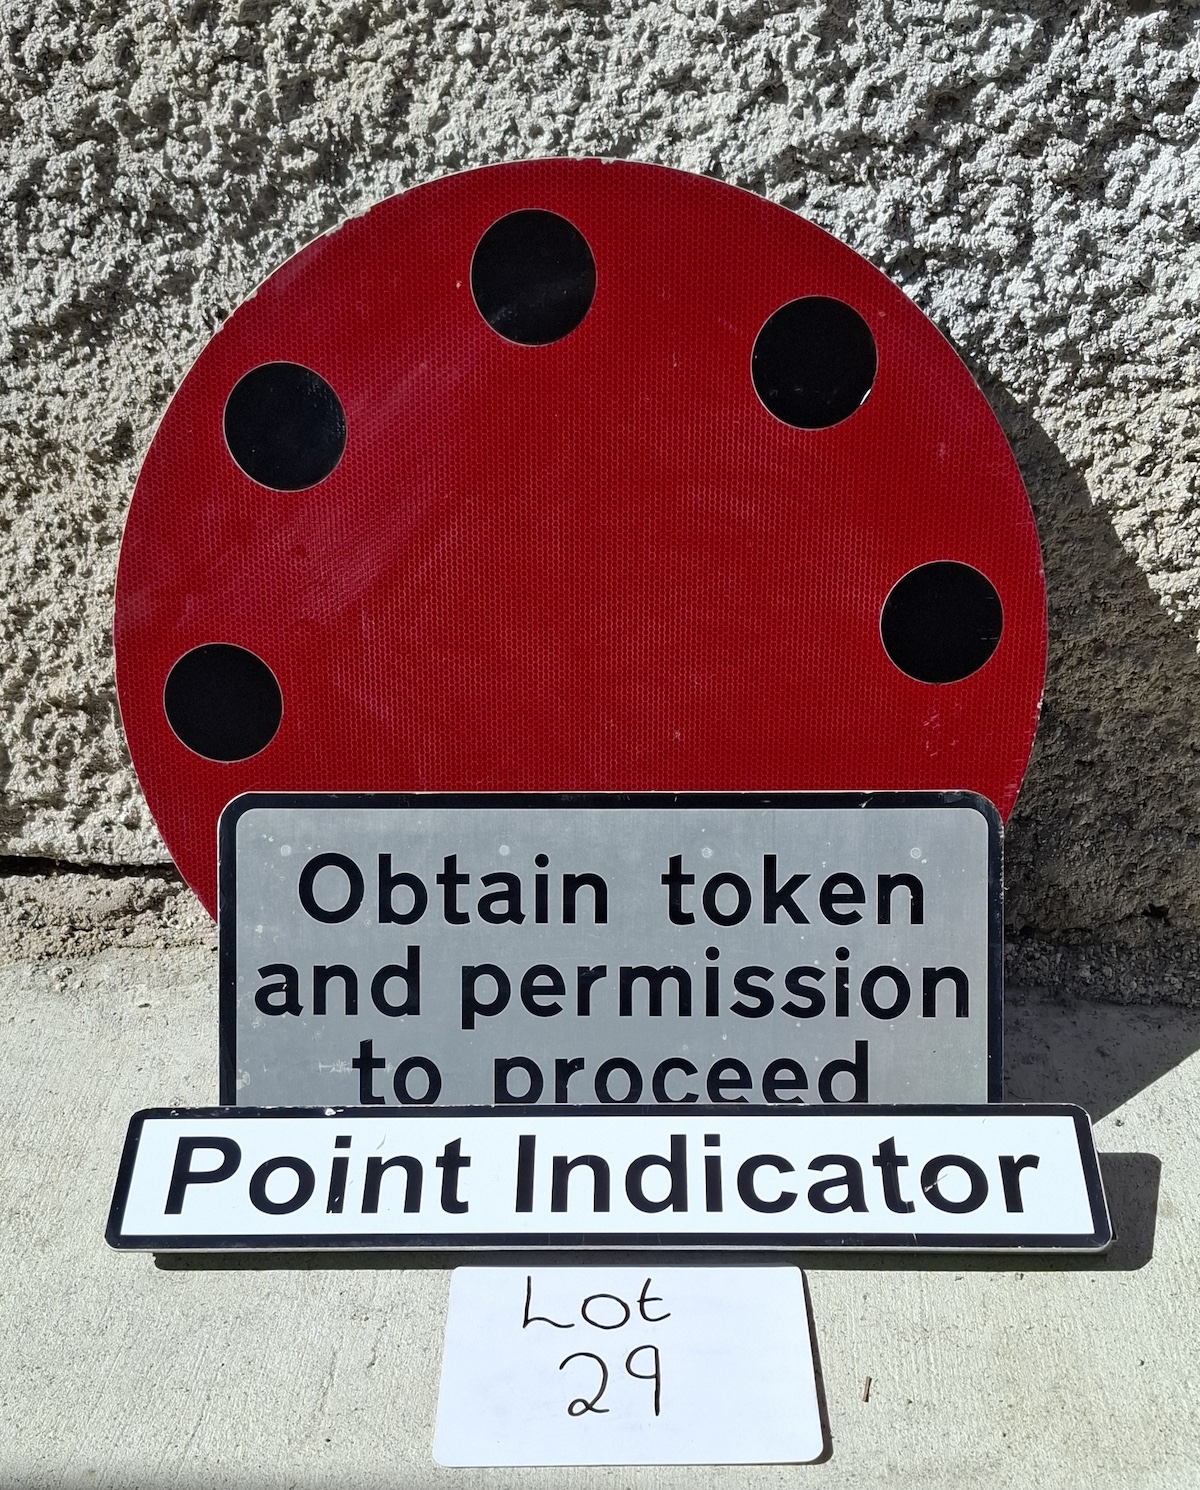 Obtain token
and permission
to proceed
Point Indicator
Lot
29